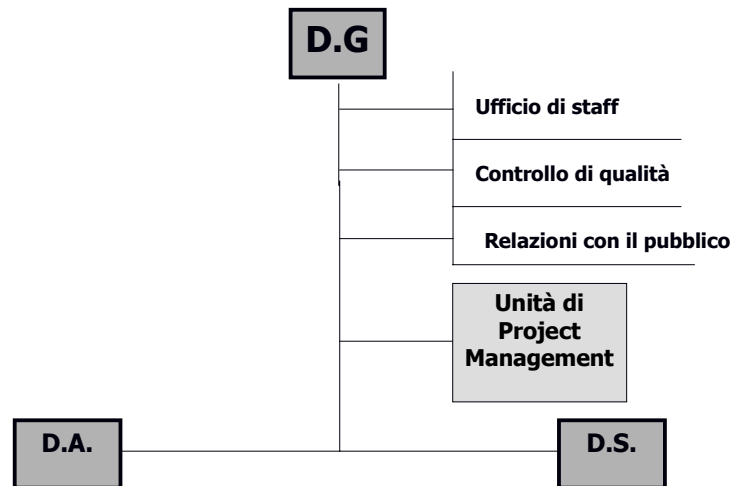 D.G
Ufficio di staff
Controllo di qualità
Relazioni con il pubblico
Unità di
Project
Management
D.A.
D.S.